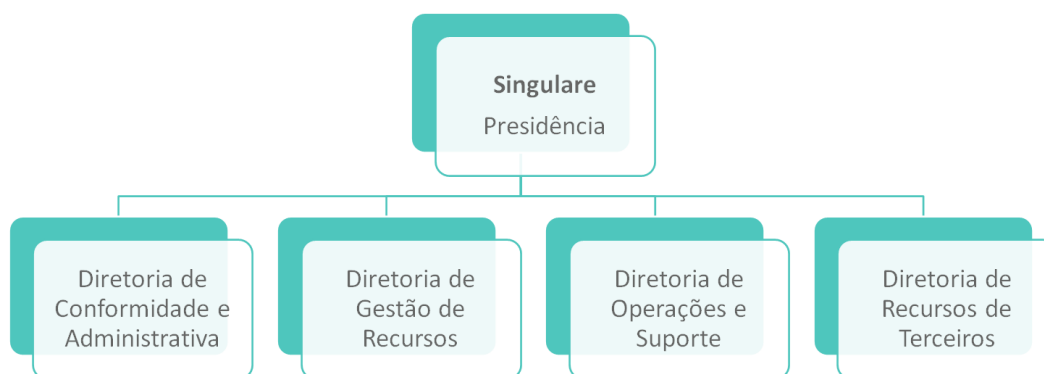 Singulare
Presidência
Diretoria de
Conformidade e
Administrativa
Diretoria de
Gestão de
Recursos
Diretoria de
Operações e
Suporte
Diretoria de
Recursos de
Terceiros